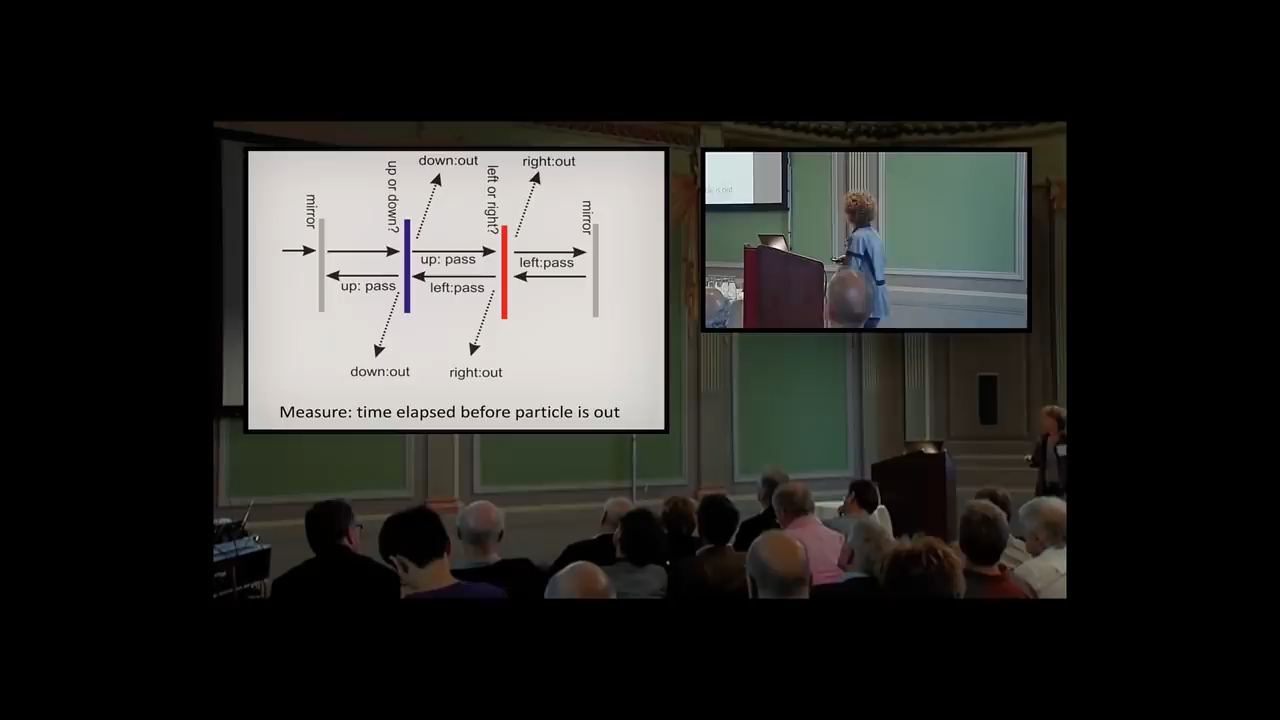 down:out
right:out
up or down?
left or right?
mirror
mirror
up: pass
left:pass
up: pass
left:pass
down:out
right:out
Measure: time elapsed before particle is out